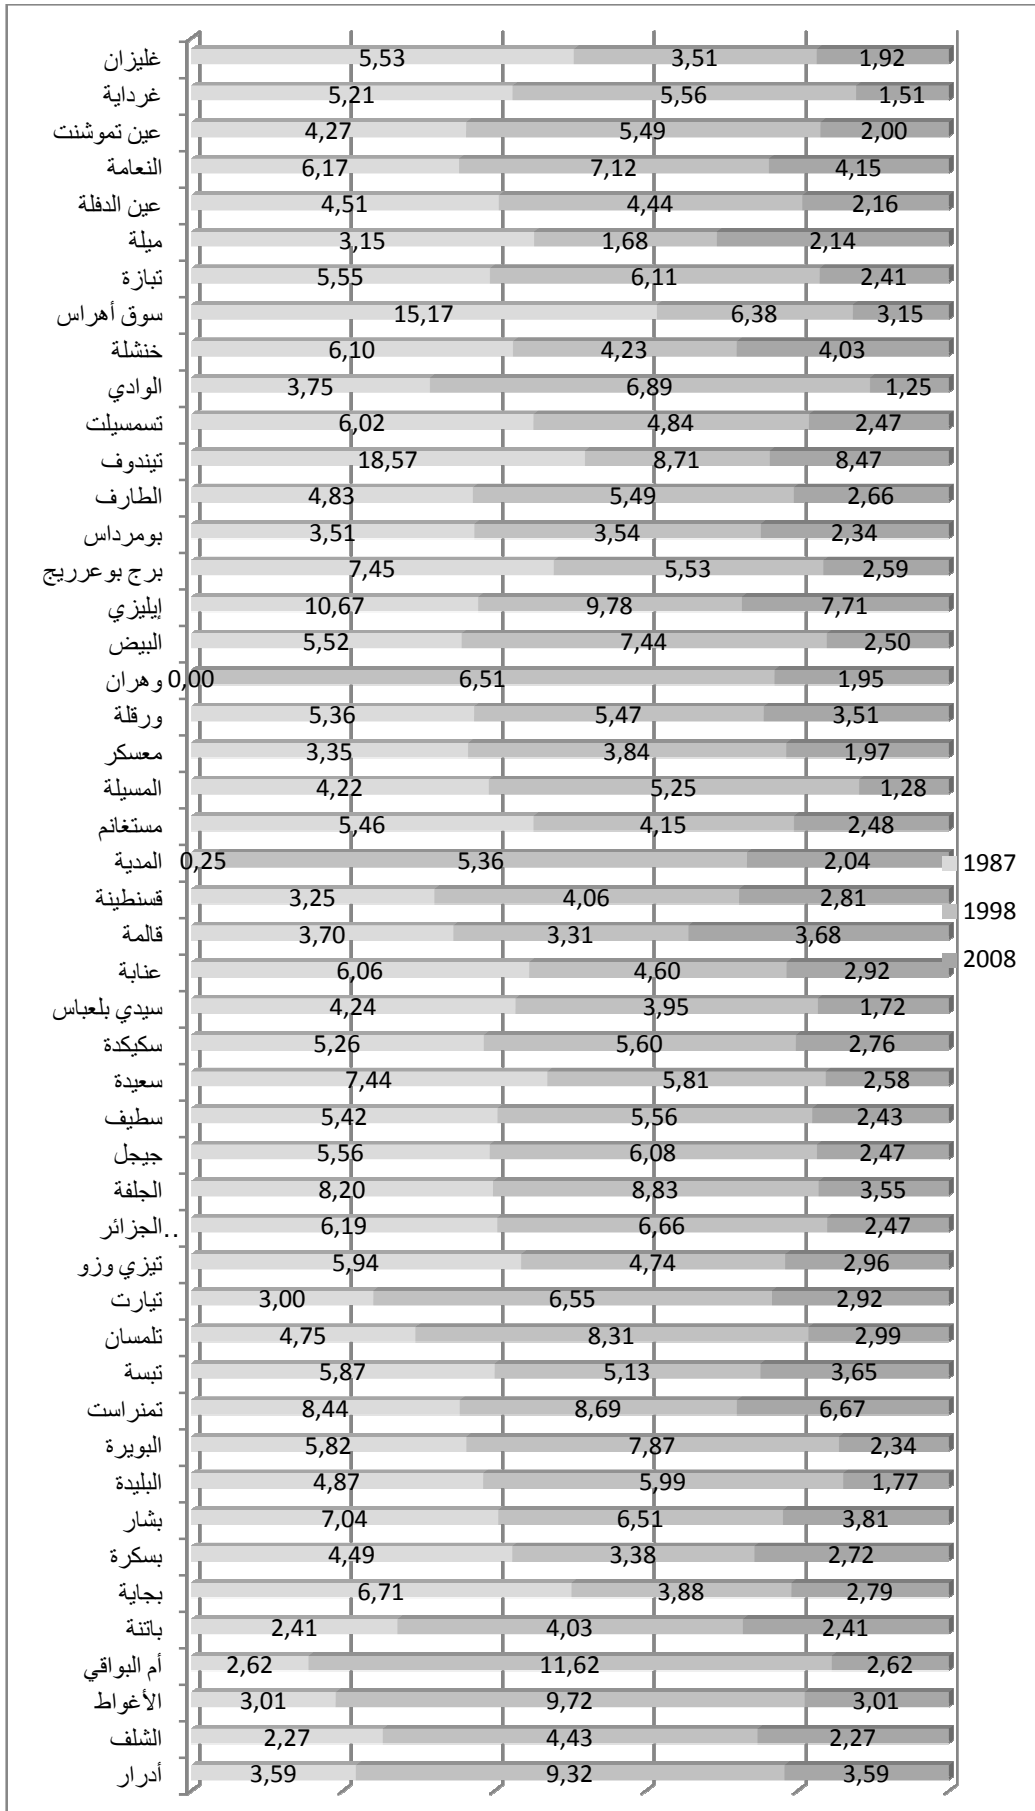 غليزان 5,53 3,51 1,92
غرداية 5,21 5,56 1,51
عين تموشنت 4,27 5,49 2,00
النعامة 6,17 7,12 4,15
عين الدفلة 4,51 4,44 2,16
ميلة 3,15 1,68 2,14
تبازة 5,55 6,11 2,41
سوق أهراس 15,17 6,38 3,15
خنشلة 6,10 4,23 4,03
الوادي 3,75 6,89 1,25
تسمسيلت 6,02 4,84 2,47
تيندوف 18,57 8,71 8,47
الطارف 4,83 5,49 2,66
بومرداس 3,51 3,54 2,34
برج بوعرريج 7,45 5,53 2,59
إيليزي 10,67 9,78 7,71
البيض 5,52 7,44 2,50
وهران 0,00 6,51 1,95
ورقلة 5,36 5,47 3,51
معسكر 3,35 3,84 1,97
المسيلة 4,22 5,25 1,28
مستغانم 5,46 4,15 2,48
المدية 0,25 5,36 2,04
1987
قسنطينة 3,25 4,06 2,81
1998
قالمة 3,70 3,31 3,68
2008
عنابة 6,06 4,60 2,92
سيدي بلعباس 4,24 3,95 1,72
سكيكدة 5,26 5,60 2,76
سعيدة 7,44 5,81 2,58
سطيف 5,42 5,56 2,43
جيجل 5,56 6,08 2,47
الجلفة 8,20 8,83 3,55
الجزائر.. 6,19 6,66 2,47
تيزي وزو 5,94 4,74 2,96
تيارت 3,00 6,55 2,92
تلمسان 4,75 8,31 2,99
تبسة 5,87 5,13 3,65
تمنراست 8,44 8,69 6,67
البويرة 5,82 7,87 2,34
البليدة 4,87 5,99 1,77
بشار 7,04 6,51 3,81
بسكرة 4,49 3,38 2,72
بجاية 6,71 3,88 2,79
باتنة 2,41 4,03 2,41
أم البواقي 2,62 11,62 2,62
الأغواط 3,01 9,72 3,01
الشلف 2,27 4,43 2,27
أدرار 3,59 9,32 3,59